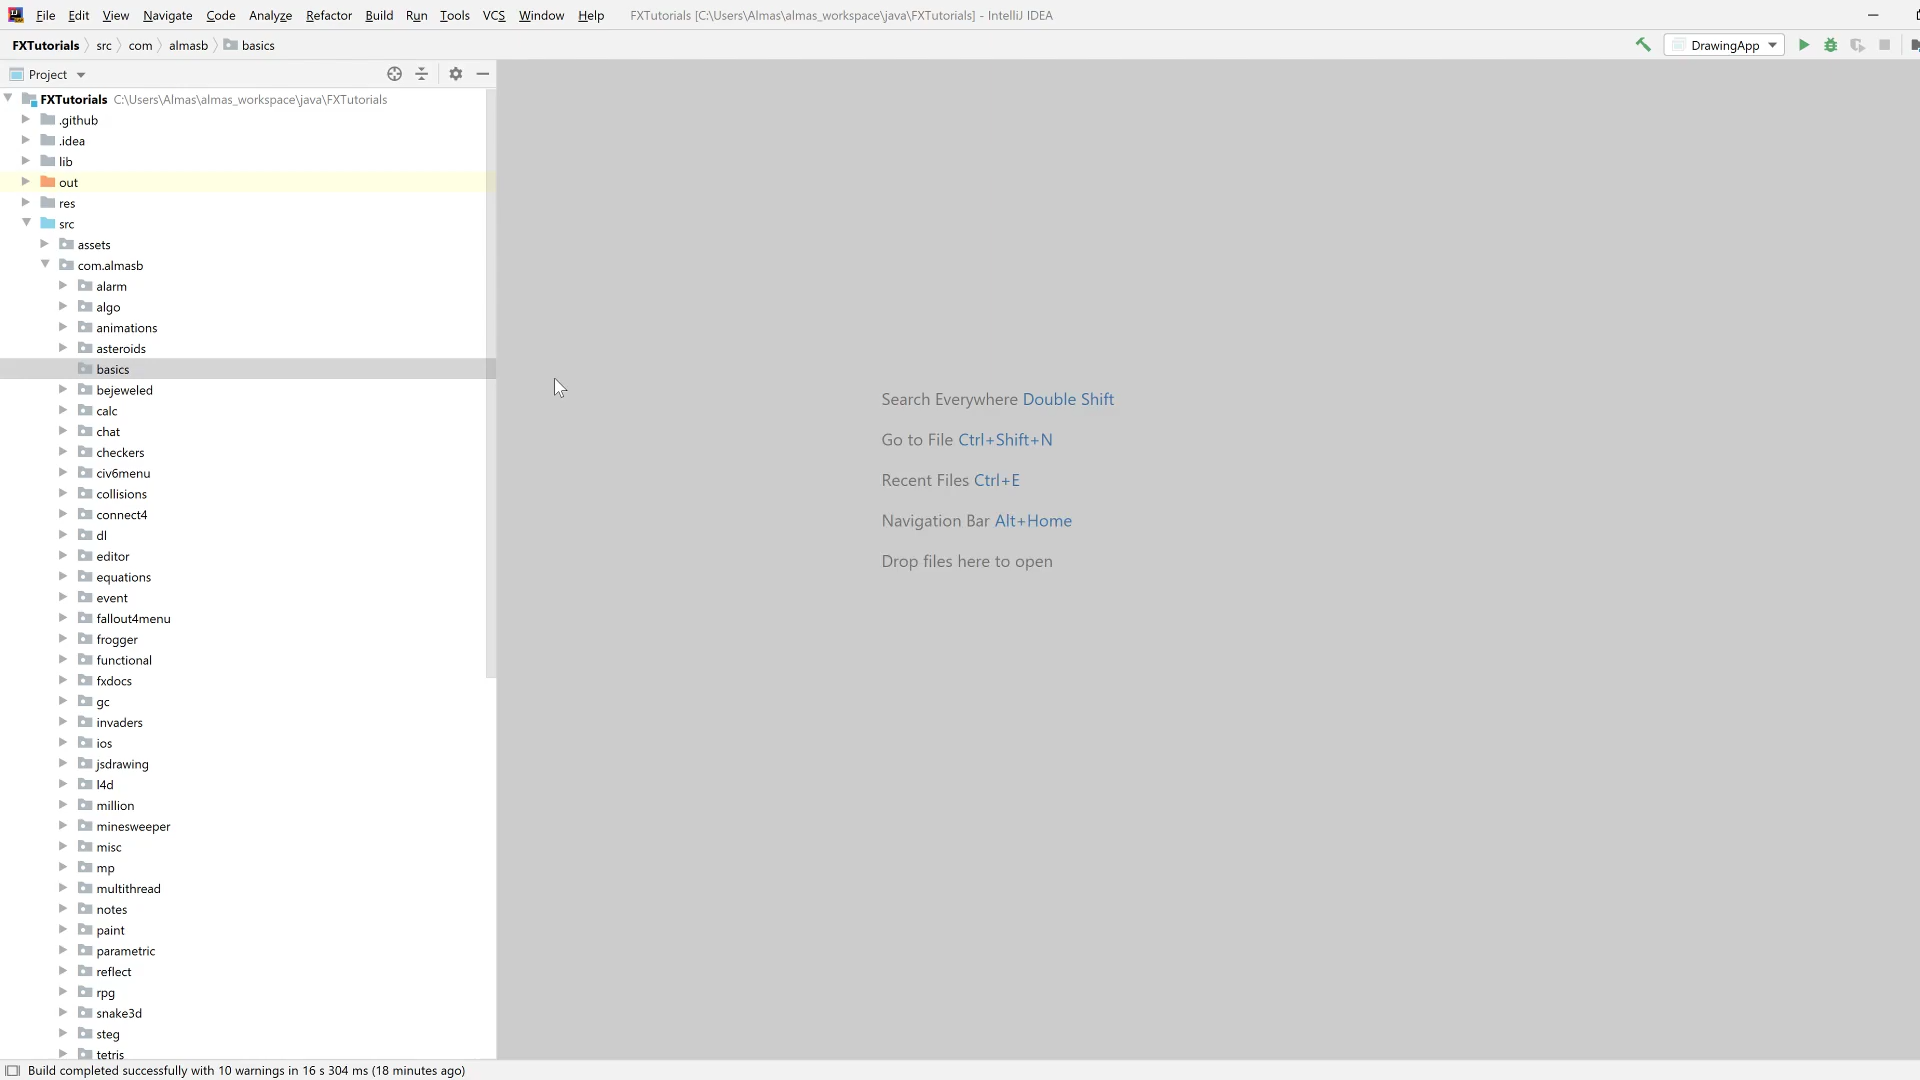 File Edit View Navigate Code Analyze Refactor Build Run Tools VCS Window Help FXTutorials [C:\Users\Almas\almas_workspace\java\FXTutorials] - IntelliJ IDEA
FXTutorials src com almasb basics DrawingApp
Project
FXTutorials C:\Users\Almas\almas_workspace\java\FXTutorials
.github
.idea
lib
out
res
src
assets
com.almasb
alarm
algo
animations
asteroids
basics
bejeweled
calc
chat
checkers
civ6menu
collisions
connect4
dl
editor
equations
event
fallout4menu
frogger
functional
fxdocs
gc
invaders
ios
jsdrawing
l4d
million
minesweeper
misc
mp
multithread
notes
paint
parametric
reflect
rpg
snake3d
steg
tetris
Search Everywhere Double Shift
Go to File Ctrl+Shift+N
Recent Files Ctrl+E
Navigation Bar Alt+Home
Drop files here to open
Build completed successfully with 10 warnings in 16 s 304 ms (18 minutes ago)